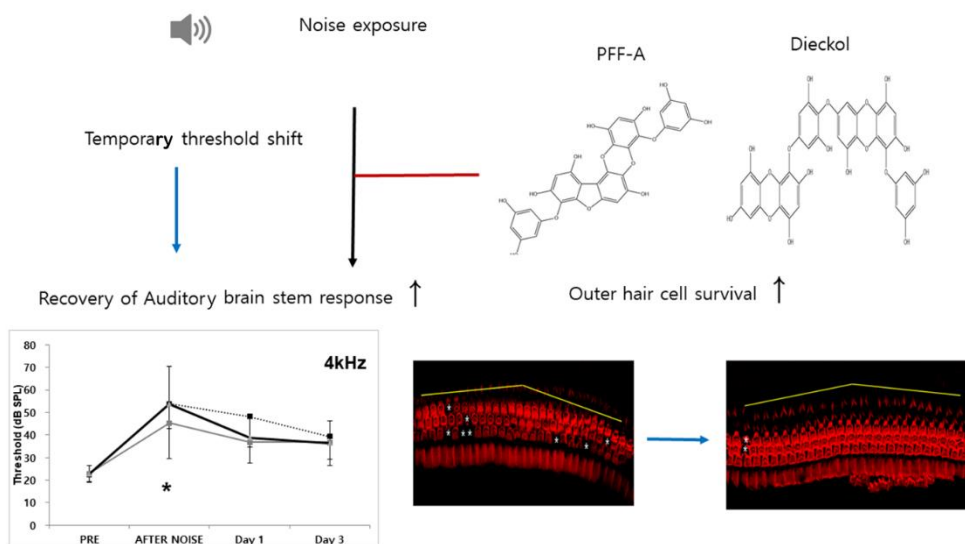 Noise exposure
PFF-A
Dieckol
Temporary threshold shift
Recovery of Auditory brain stem response ↑
Outer hair cell survival ↑
4kHz
Threshold (dB SPL)
80
70
60
50
40
30
20
10
0
*
PRE
AFTER NOISE
Day 1
Day 3